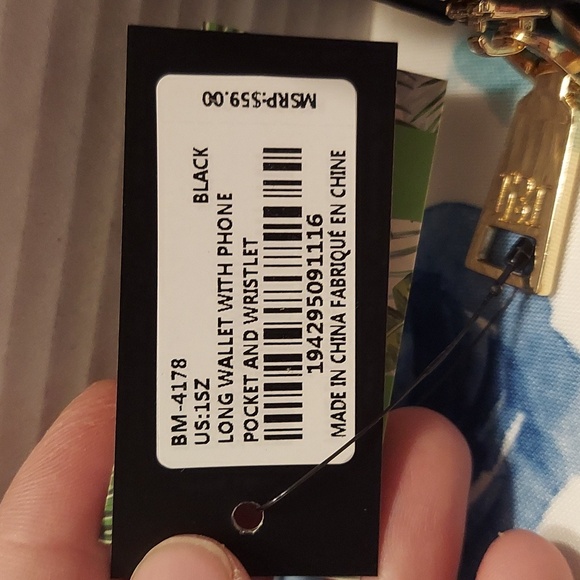 BM-4178
US:1SZ BLACK
LONG WALLET WITH PHONE
POCKET AND WRISTLET
194295091116
MADE IN CHINA FABRIQUÉ EN CHINE
MSRP:$59.00